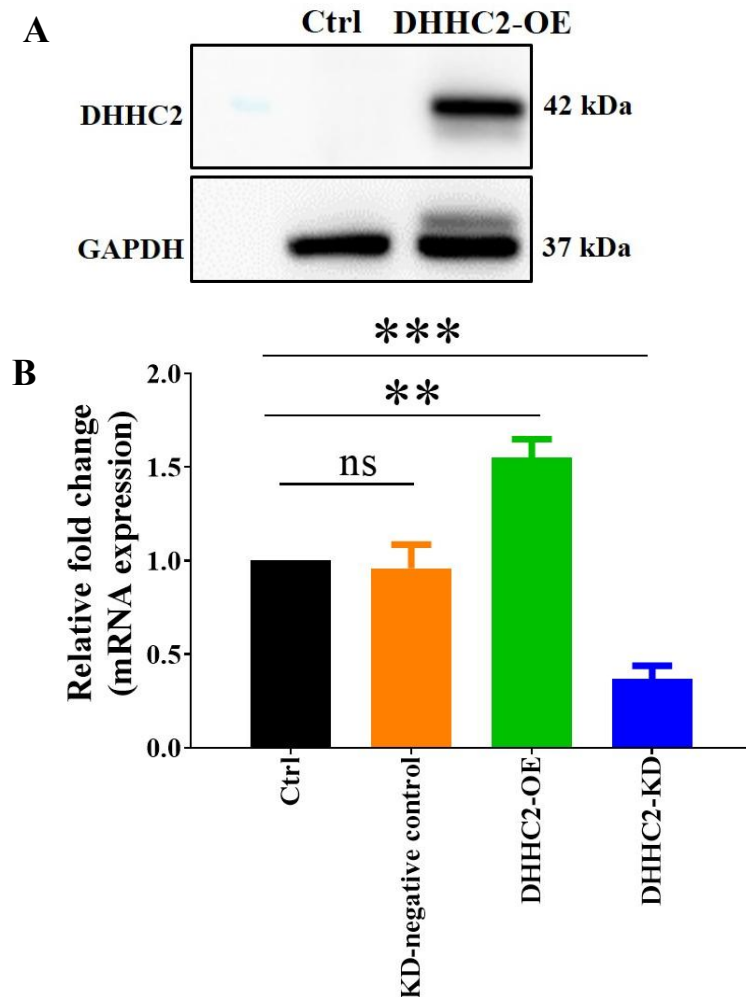 A
Ctrl DHHC2-OE
DHHC2
42 kDa
GAPDH
37 kDa
B
***
**
ns
Relative fold change
(mRNA expression)
2.0
1.5
1.0
0.5
0.0
Ctrl
KD-negative control
DHHC2-OE
DHHC2-KD